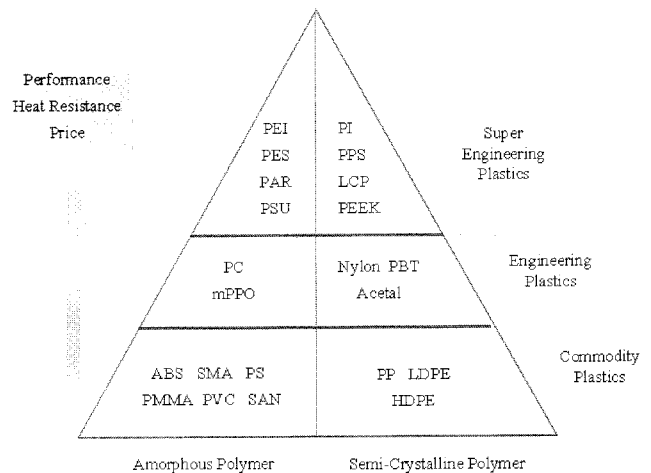 Performance
Heat Resistance
Price
PEI PI
PES PPS
PAR LCP
PSU PEEK
Super
Engineering
Plastics
PC Nylon PBT
mPPO Acetal
Engineering
Plastics
ABS SMA PS PP LDPE
PMMA PVC SAN HDPE
Commodity
Plastics
Amorphous Polymer Semi-Crystalline Polymer